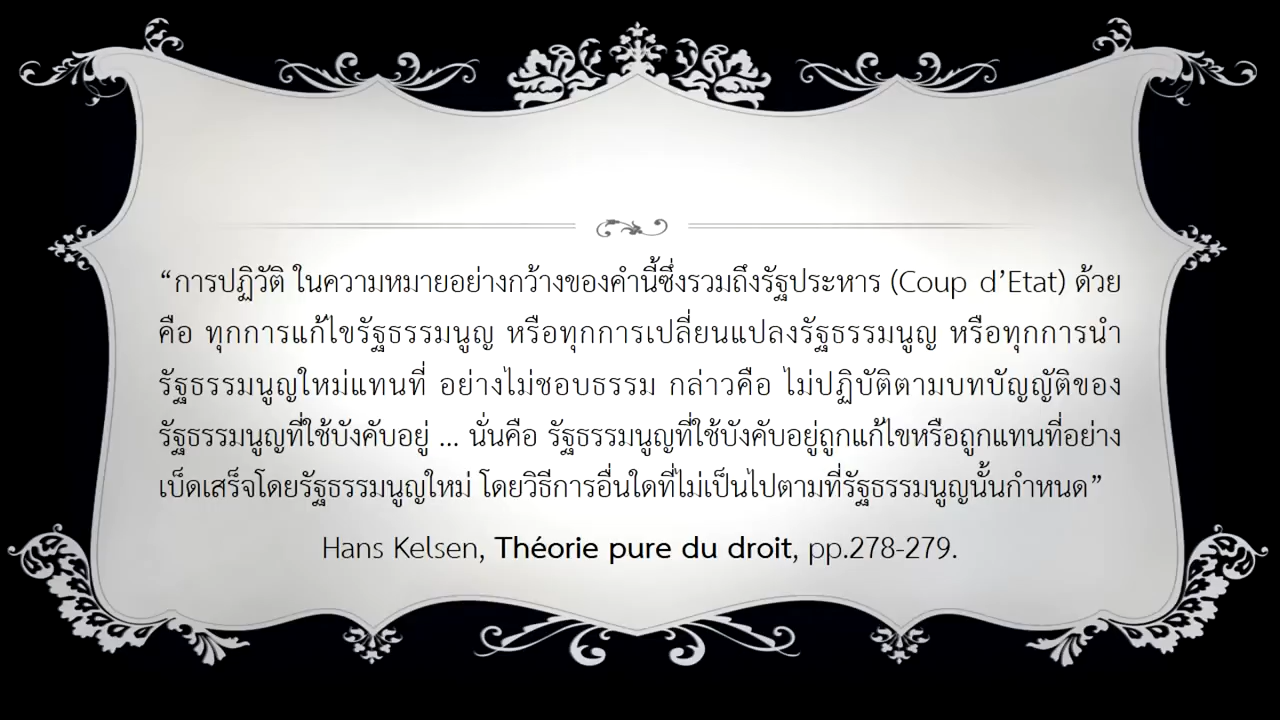 “การปฏิวัติ ในความหมายอย่างกว้างของคำนี้ซึ่งรวมถึงรัฐประหาร (Coup d’Etat) ด้วย
คือ ทุกการแก้ไขรัฐธรรมนูญ หรือทุกการเปลี่ยนแปลงรัฐธรรมนูญ หรือทุกการนำ
รัฐธรรมนูญใหม่แทนที่ อย่างไม่ชอบธรรม กล่าวคือ ไม่ปฏิบัติตามบทบัญญัติของ
รัฐธรรมนูญที่ใช้บังคับอยู่ ... นั่นคือ รัฐธรรมนูญที่ใช้บังคับอยู่ถูกแก้ไขหรือถูกแทนที่อย่าง
เบ็ดเสร็จโดยรัฐธรรมนูญใหม่ โดยวิธีการอื่นใดที่ไม่เป็นไปตามที่รัฐธรรมนูญนั้นกำหนด”
Hans Kelsen, Théorie pure du droit, pp.278-279.